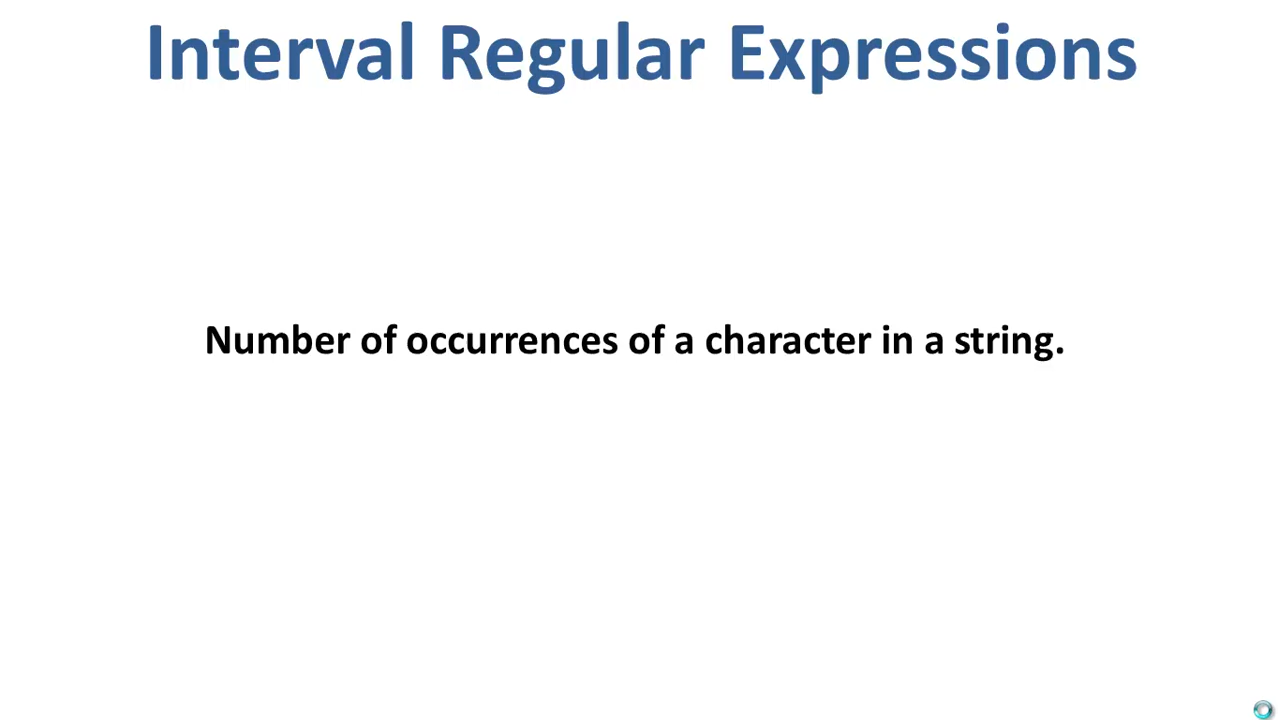 Interval Regular Expressions
Number of occurrences of a character in a string.